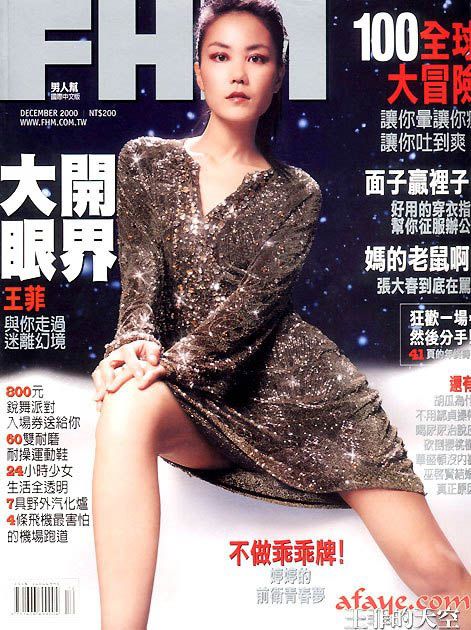 FHM
男人幫
國際中文版
DECEMBER 2000 / NT$200
WWW.FHM.COM.TW
100全球
大冒險
讓你暈讓你
讓你吐到爽
面子贏裡子
好用的穿衣指
幫你征服辦公
媽的老鼠啊
張大春到底在
狂歡一場
然後分手
41頁的年
大開
眼界
王菲
與你走過
迷離幻境
800元
銳舞派對
入場券送給你
60雙耐磨
耐操運動鞋
24小時少女
生活全透明
7具野外汽化爐
4條飛機最害怕
的機場跑道
還有
不做乖乖牌!
婷婷的
前衛青春夢
afaye.com
王菲的天空